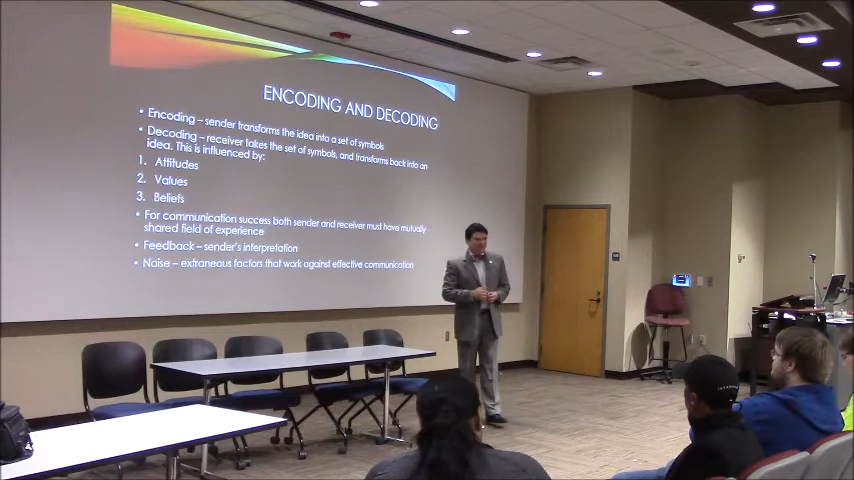 ENCODING AND DECODING
• Encoding – sender transforms the idea into a set of symbols
• Decoding – receiver takes the set of symbols, and transforms back into an
idea. This is influenced by:
1. Attitudes
2. Values
3. Beliefs
• For communication success both sender and receiver must have mutually
shared field of experience
• Feedback – sender's interpretation
• Noise – extraneous factors that work against effective communication